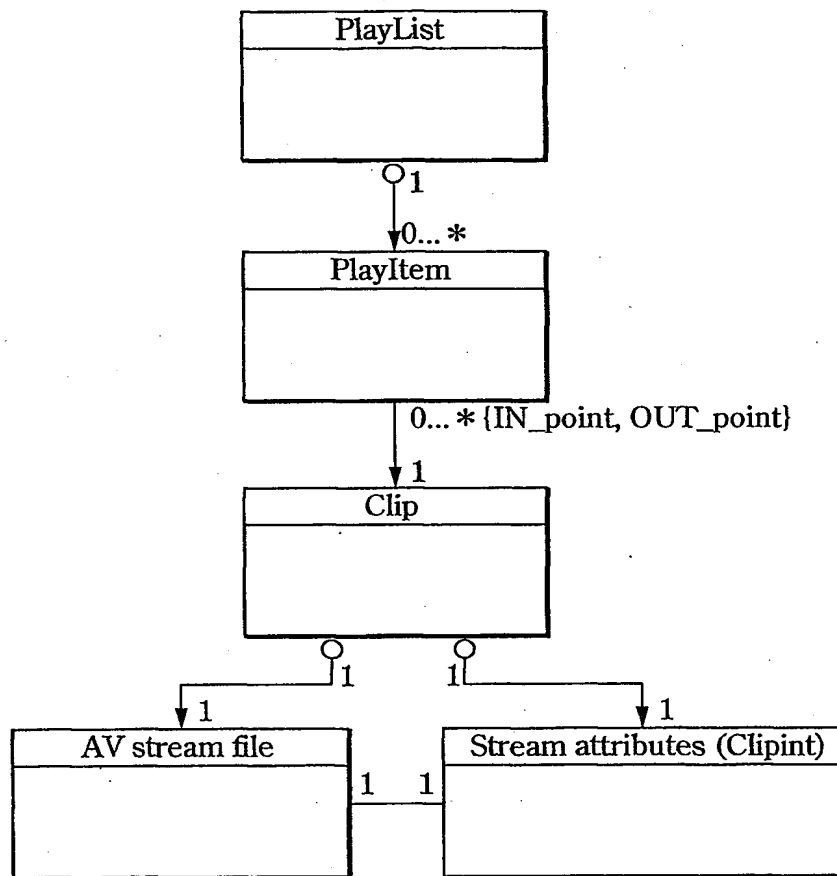 PlayList
1
0... *
PlayItem
0... * {IN_point, OUT_point}
1
Clip
1 1
1 1
AV stream file Stream attributes (Clipint)
1 1